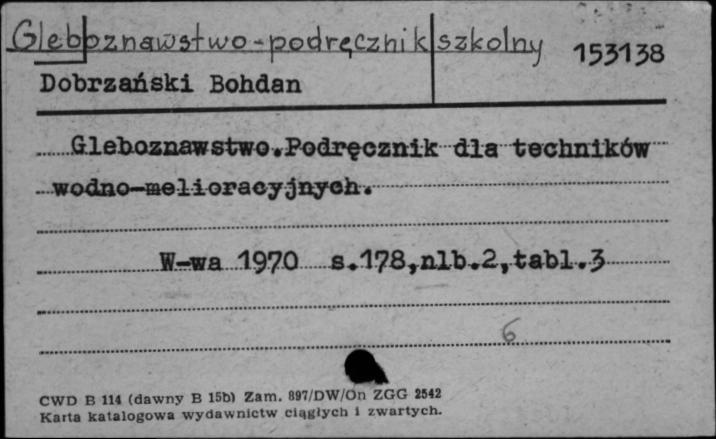 Gleboznawstwo-podręcznik szkolny 153138
Dobrzański Bohdan
Gleboznawstwo.Podręcznik dla techników
wodno-melioracyjnych.
W-wa 1970 s.178,nlb.2,tabl.3
6
CWD B 114 (dawny B 15b) Zam. 897/DW/On ZGG 2542
Karta katalogowa wydawnictw ciągłych i zwartych.